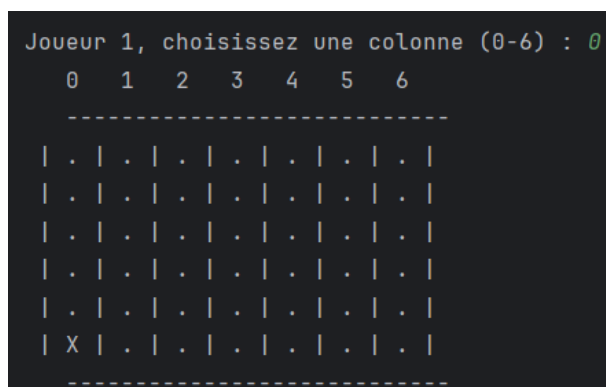 Joueur 1, choisissez une colonne (0-6) : 0
0 1 2 3 4 5 6
----------------------------
| . | . | . | . | . | . | . |
| . | . | . | . | . | . | . |
| . | . | . | . | . | . | . |
| . | . | . | . | . | . | . |
| . | . | . | . | . | . | . |
| X | . | . | . | . | . | . |
----------------------------